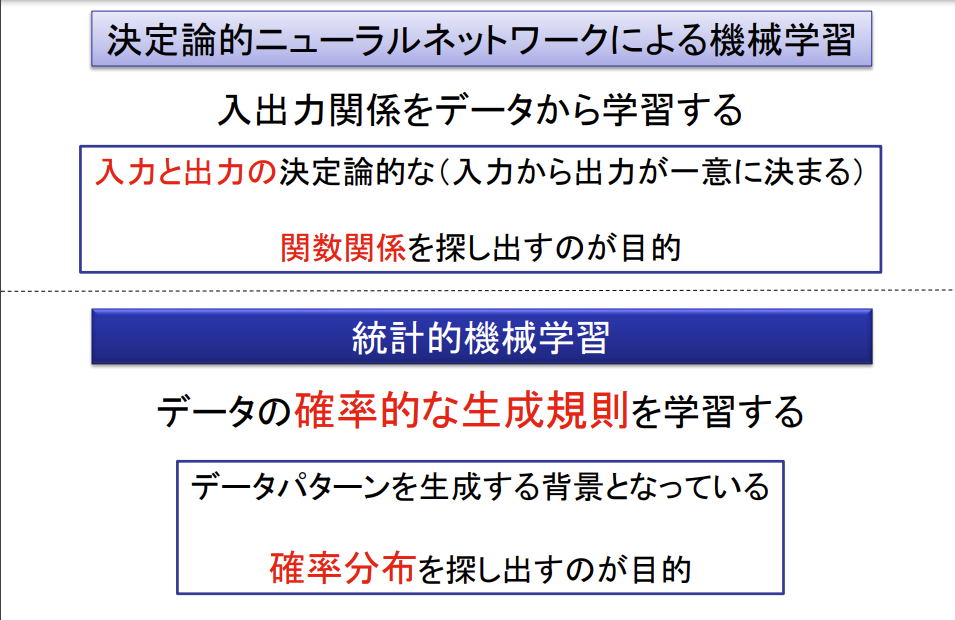 決定論的ニューラルネットワークによる機械学習
入出力関係をデータから学習する
入力と出力の決定論的な（入力から出力が一意に決まる）
関数関係を探し出すのが目的
統計的機械学習
データの確率的な生成規則を学習する
データパターンを生成する背景となっている
確率分布を探し出すのが目的